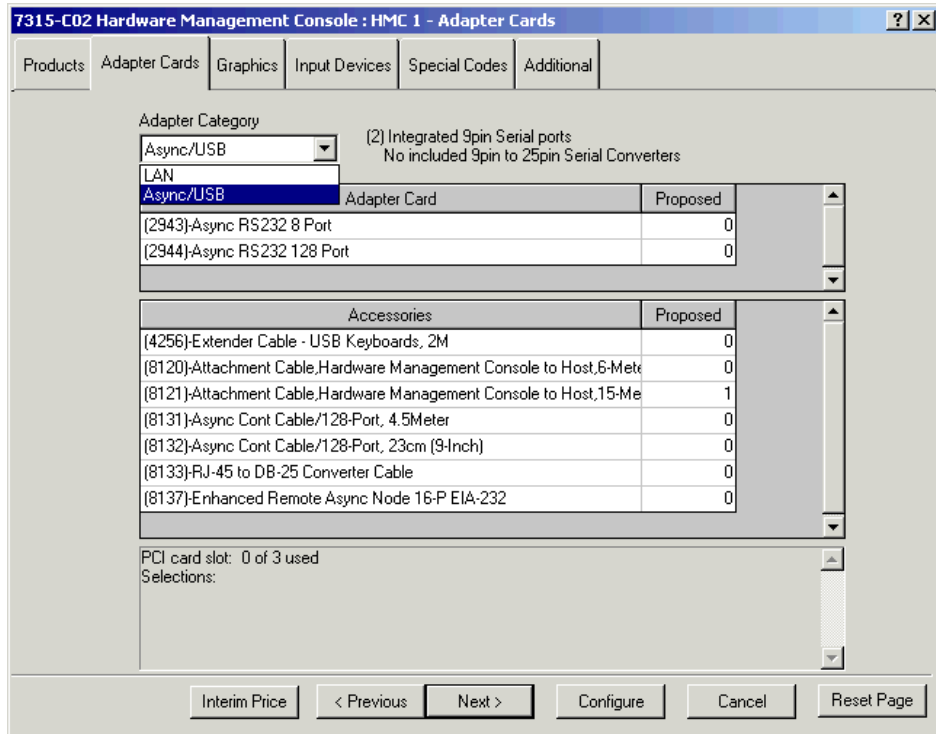 7315-C02 Hardware Management Console : HMC 1 - Adapter Cards
Products Adapter Cards Graphics Input Devices Special Codes Additional
Adapter Category
Async/USB
(2) Integrated 9pin Serial ports
No included 9pin to 25pin Serial Converters
LAN
Async/USB
Adapter Card Proposed
(2943)-Async RS232 8 Port 0
(2944)-Async RS232 128 Port 0
Accessories Proposed
(4256)-Extender Cable - USB Keyboards, 2M 0
(8120)-Attachment Cable,Hardware Management Console to Host,6-Mete 0
(8121)-Attachment Cable,Hardware Management Console to Host,15-Me 1
(8131)-Async Cont Cable/128-Port, 4.5Meter 0
(8132)-Async Cont Cable/128-Port, 23cm (9-Inch) 0
(8133)-RJ-45 to DB-25 Converter Cable 0
(8137)-Enhanced Remote Async Node 16-P EIA-232 0
PCI card slot: 0 of 3 used
Selections:
Interim Price < Previous Next > Configure Cancel Reset Page